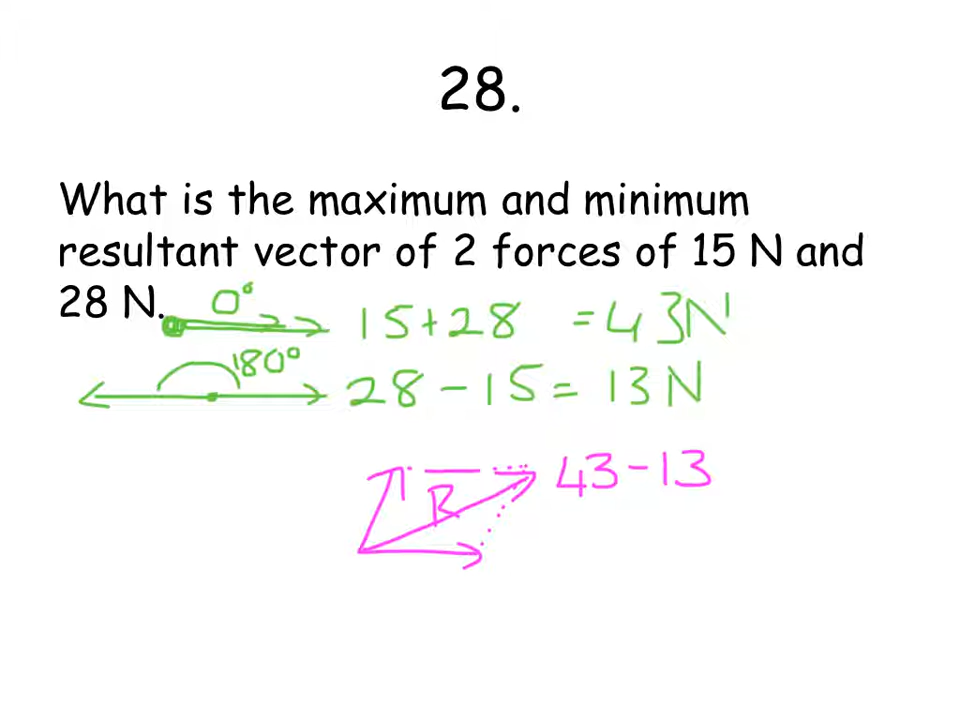 28.
What is the maximum and minimum
resultant vector of 2 forces of 15 N and
28 N.
0°
15+28 = 43N
180°
28 - 15 = 13N
43-13
R